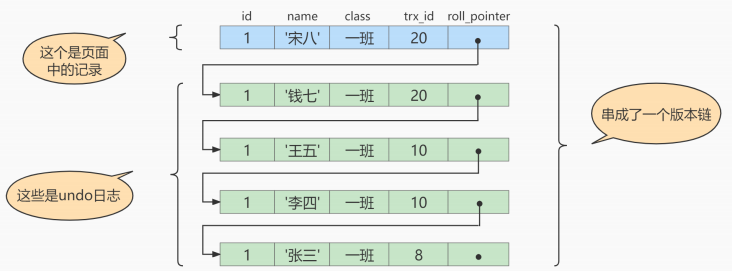 id name class trx_id roll_pointer
1 '宋八' 一班 20
这个是页面
中的记录
1 '钱七' 一班 20
串成了一个版本链
1 '王五' 一班 10
这些是undo日志
1 '李四' 一班 10
1 '张三' 一班 8